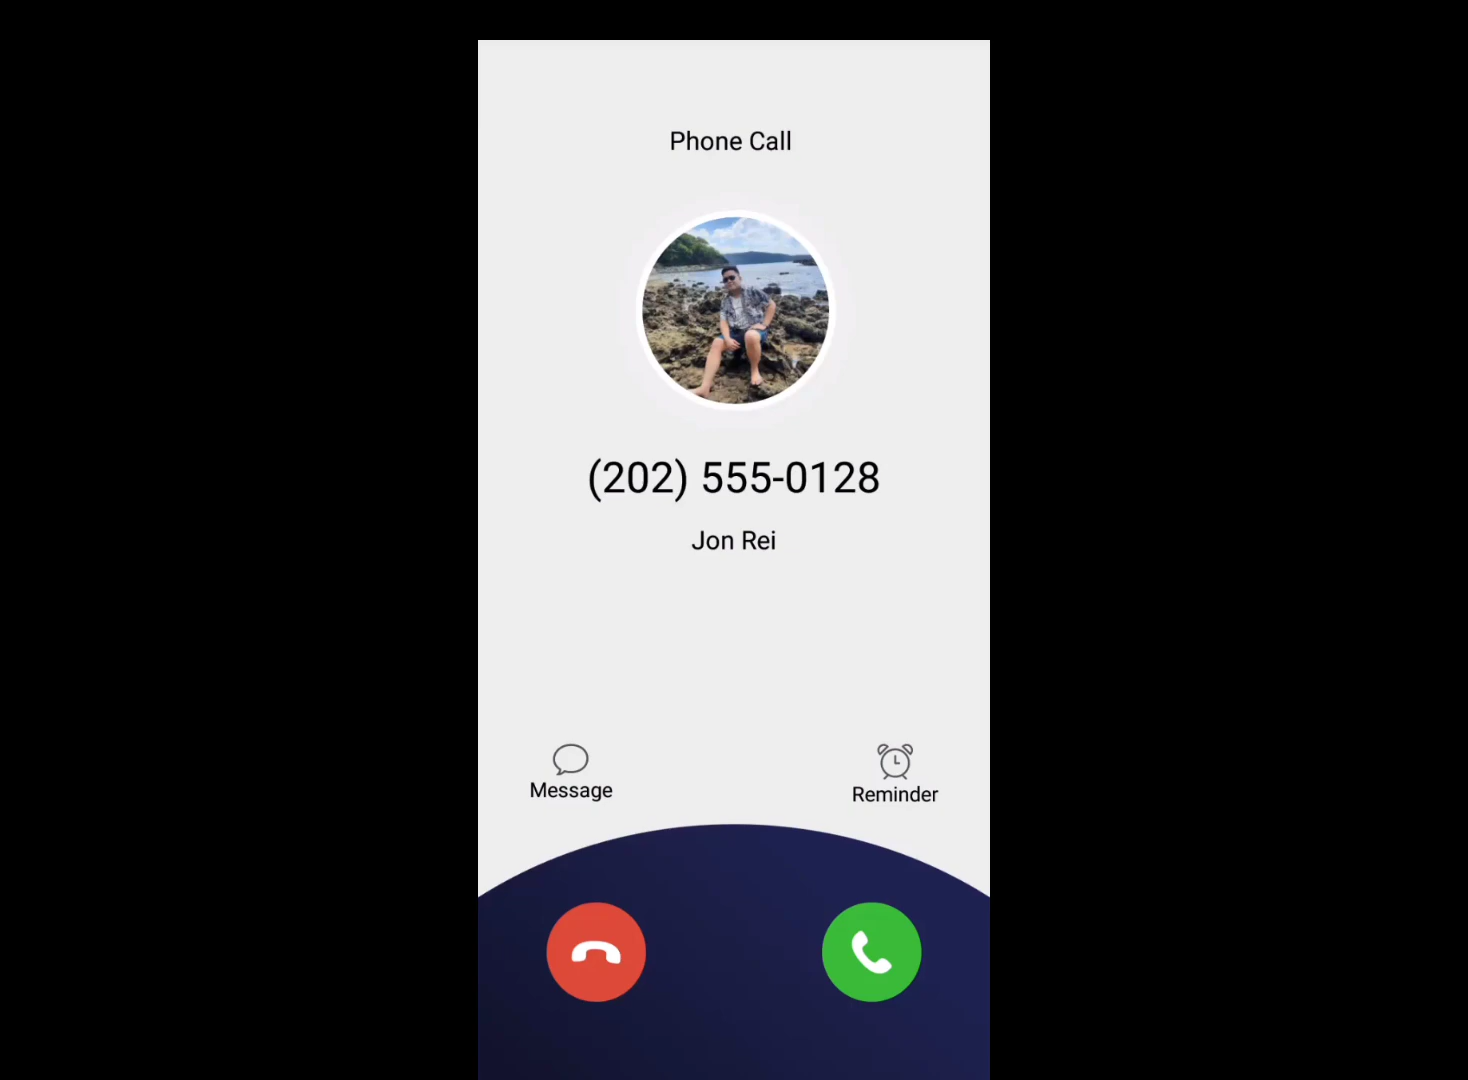 Phone Call
(202) 555-0128
Jon Rei
Message
Reminder